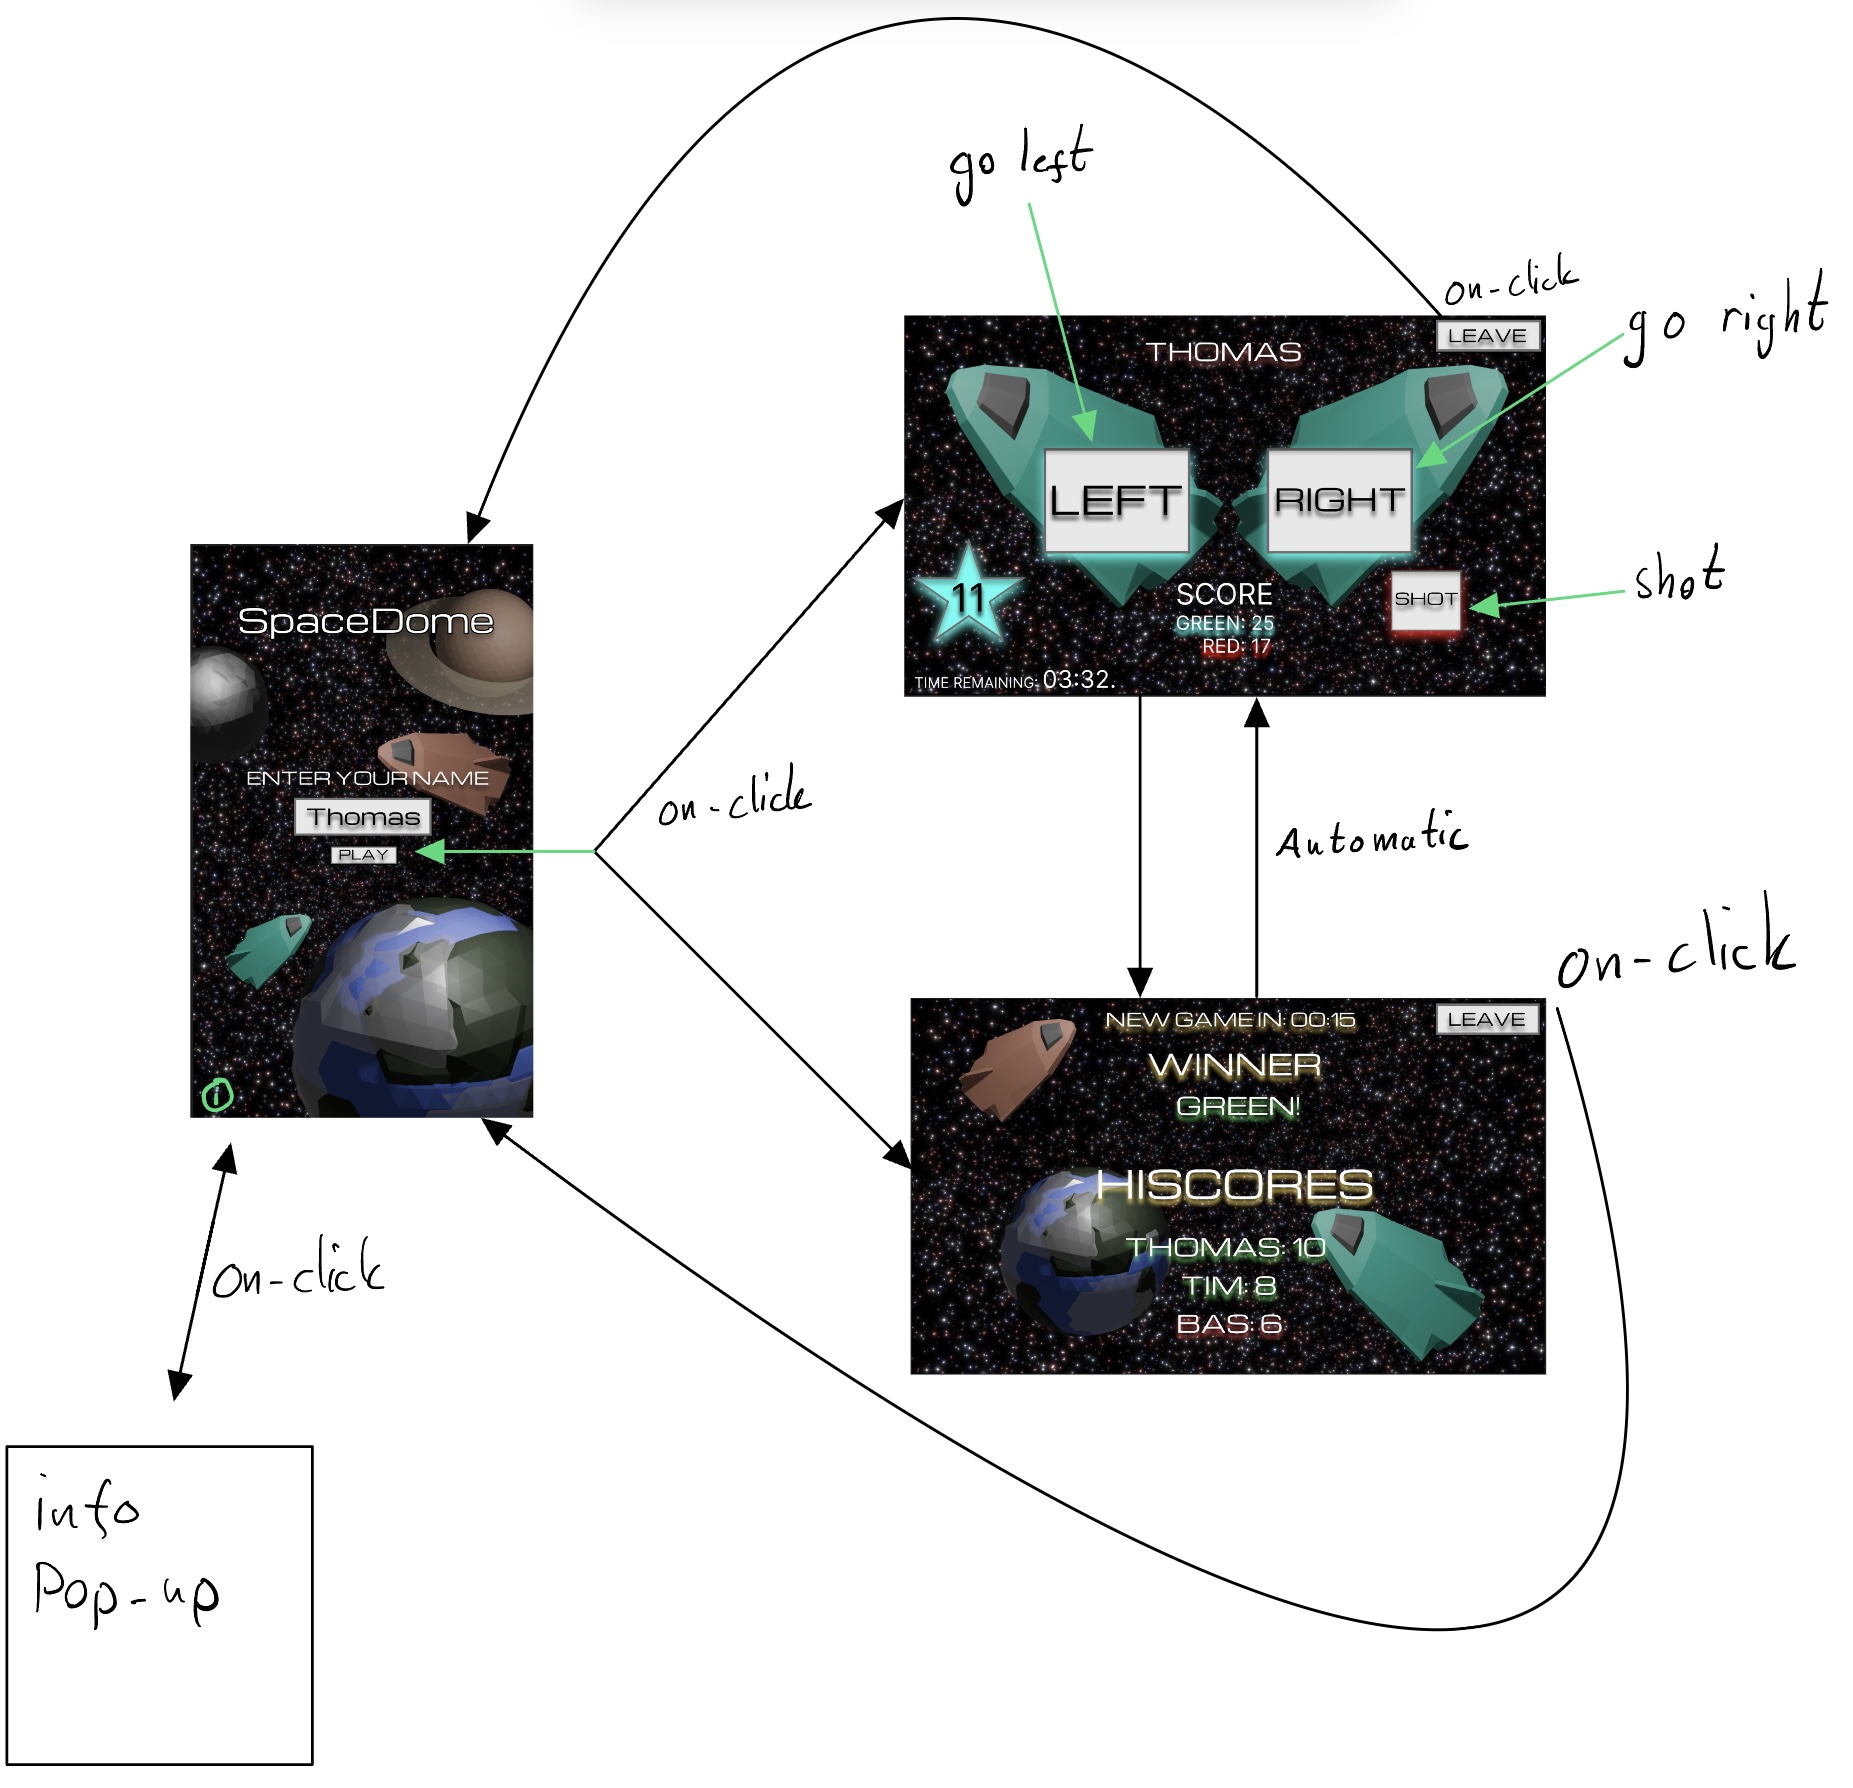 go left
on-click
go right
LEAVE
THOMAS
LEFT
RIGHT
11
SCORE
GREEN: 25
RED: 17
SHOT
shot
TIME REMAINING: 03:32.
SpaceDome
ENTER YOUR NAME
Thomas
PLAY
i
on-click
Automatic
on-click
NEW GAME IN: 00:15
LEAVE
WINNER
GREEN!
HISCORES
THOMAS: 10
TIM: 8
BAS: 6
on-click
info
Pop-up